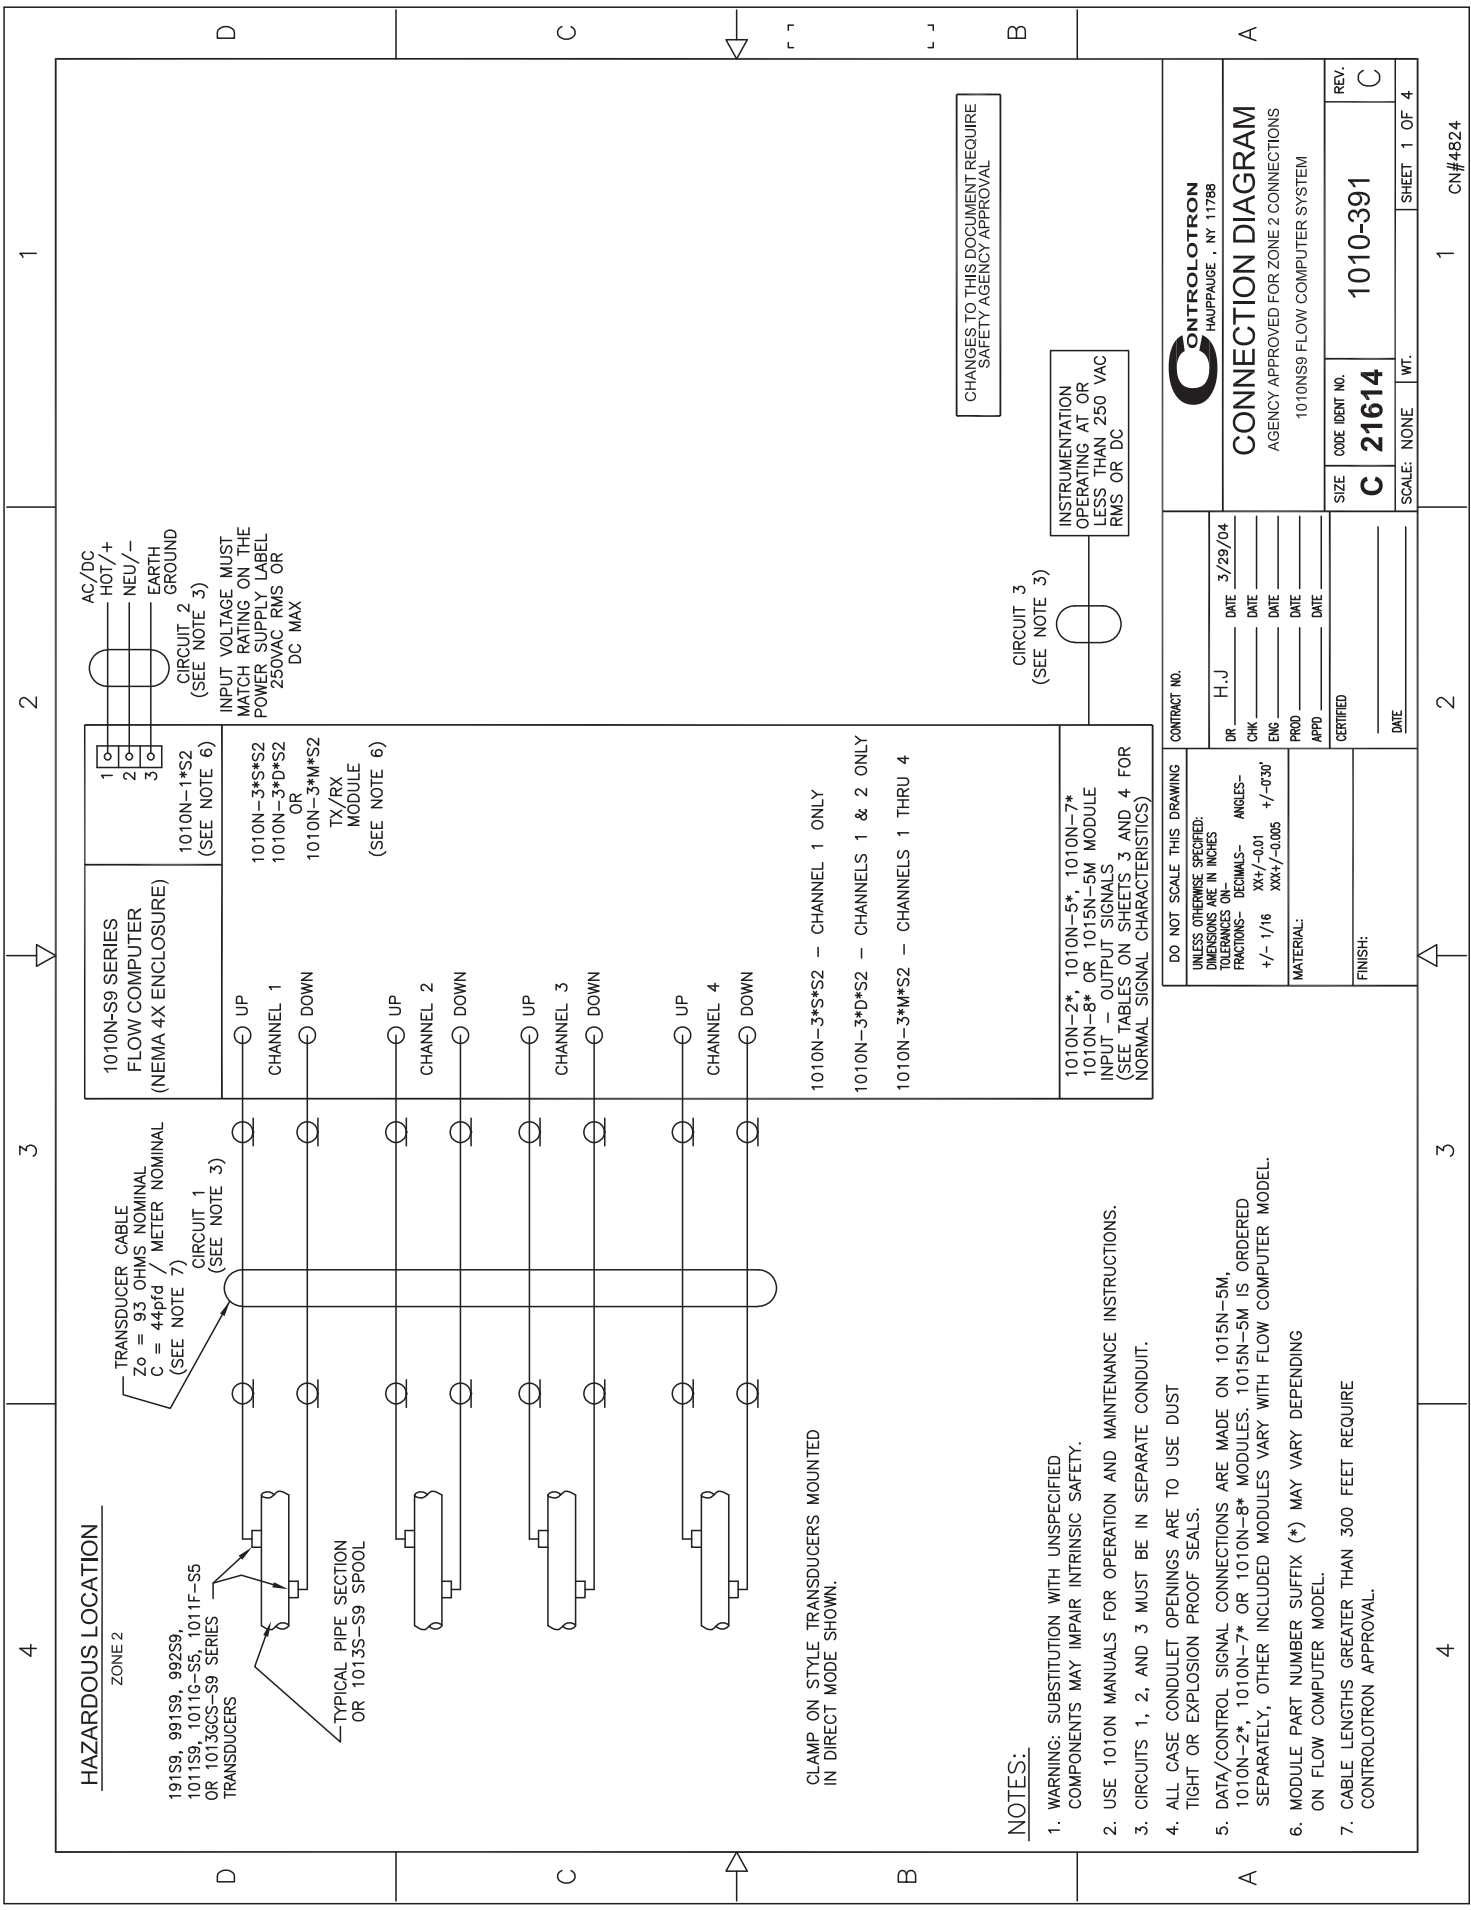 4
3
2
1
D
C
B
A
HAZARDOUS LOCATION
ZONE 2
191S9, 991S9, 992S9,
1011S9, 1011G-S5, 1011F-S5
OR 1013GCS-S9 SERIES
TRANSDUCERS
TYPICAL PIPE SECTION
OR 1013S-S9 SPOOL
CLAMP ON STYLE TRANSDUCERS MOUNTED
IN DIRECT MODE SHOWN.
TRANSDUCER CABLE
Zo = 93 OHMS NOMINAL
C = 44pfd / METER NOMINAL
(SEE NOTE 7)
CIRCUIT 1
(SEE NOTE 3)
1010N-S9 SERIES
FLOW COMPUTER
(NEMA 4X ENCLOSURE)
UP
CHANNEL 1
DOWN
UP
CHANNEL 2
DOWN
UP
CHANNEL 3
DOWN
UP
CHANNEL 4
DOWN
1
2
3
1010N-1*S2
(SEE NOTE 6)
1010N-3*S*S2
1010N-3*D*S2
OR
1010N-3*M*S2
TX/RX
MODULE
(SEE NOTE 6)
1010N-3*S*S2 - CHANNEL 1 ONLY
1010N-3*D*S2 - CHANNELS 1 & 2 ONLY
1010N-3*M*S2 - CHANNELS 1 THRU 4
1010N-2*, 1010N-5*, 1010N-7*
1010N-8* OR 1015N-5M MODULE
INPUT - OUTPUT SIGNALS
(SEE TABLES ON SHEETS 3 AND 4 FOR
NORMAL SIGNAL CHARACTERISTICS)
AC/DC
HOT/+
NEU/-
EARTH
GROUND
CIRCUIT 2
(SEE NOTE 3)
INPUT VOLTAGE MUST
MATCH RATING ON THE
POWER SUPPLY LABEL
250VAC RMS OR
DC MAX
CIRCUIT 3
(SEE NOTE 3)
INSTRUMENTATION
OPERATING AT OR
LESS THAN 250 VAC
RMS OR DC
CHANGES TO THIS DOCUMENT REQUIRE
SAFETY AGENCY APPROVAL
NOTES:
1. WARNING: SUBSTITUTION WITH UNSPECIFIED
COMPONENTS MAY IMPAIR INTRINSIC SAFETY.
2. USE 1010N MANUALS FOR OPERATION AND MAINTENANCE INSTRUCTIONS.
3. CIRCUITS 1, 2, AND 3 MUST BE IN SEPARATE CONDUIT.
4. ALL CASE CONDULET OPENINGS ARE TO USE DUST
TIGHT OR EXPLOSION PROOF SEALS.
5. DATA/CONTROL SIGNAL CONNECTIONS ARE MADE ON 1015N-5M,
1010N-2*, 1010N-7* OR 1010N-8* MODULES. 1015N-5M IS ORDERED
SEPARATELY, OTHER INCLUDED MODULES VARY WITH FLOW COMPUTER MODEL.
6. MODULE PART NUMBER SUFFIX (*) MAY VARY DEPENDING
ON FLOW COMPUTER MODEL.
7. CABLE LENGTHS GREATER THAN 300 FEET REQUIRE
CONTROLOTRON APPROVAL.
DO NOT SCALE THIS DRAWING
UNLESS OTHERWISE SPECIFIED:
DIMENSIONS ARE IN INCHES
TOLERANCES ON-
FRACTIONS- DECIMALS- ANGLES-
+/- 1/16 XX+/-0.01 +/-0'30'
XXX+/-0.005
MATERIAL:
FINISH:
CONTRACT NO.
DR H.J DATE 3/29/04
CHK DATE
ENG DATE
PROD DATE
APPD DATE
CERTIFIED
DATE
CONTROLOTRON
HAUPPAUGE , NY 11788
CONNECTION DIAGRAM
AGENCY APPROVED FOR ZONE 2 CONNECTIONS
1010NS9 FLOW COMPUTER SYSTEM
SIZE
C
CODE IDENT NO.
21614
1010-391
REV.
C
SCALE: NONE
WT.
SHEET 1 OF 4
D
C
B
A
4
3
2
1
CN#4824